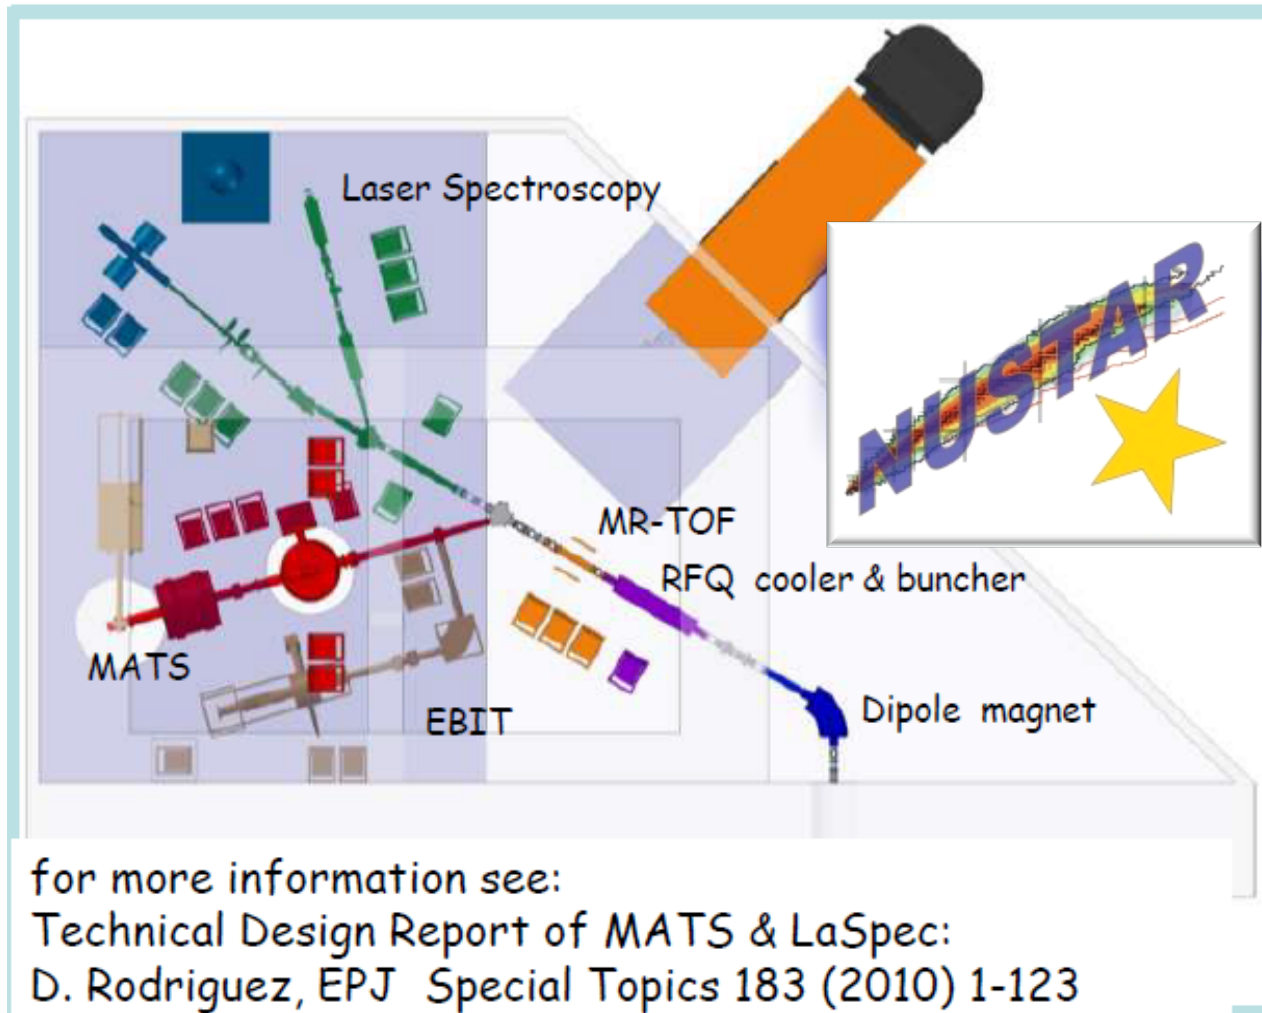 Laser Spectroscopy
NUSTAR
MR-TOF
RFQ cooler & buncher
MATS
EBIT
Dipole magnet
for more information see:
Technical Design Report of MATS & LaSpec:
D. Rodriguez, EPJ Special Topics 183 (2010) 1-123